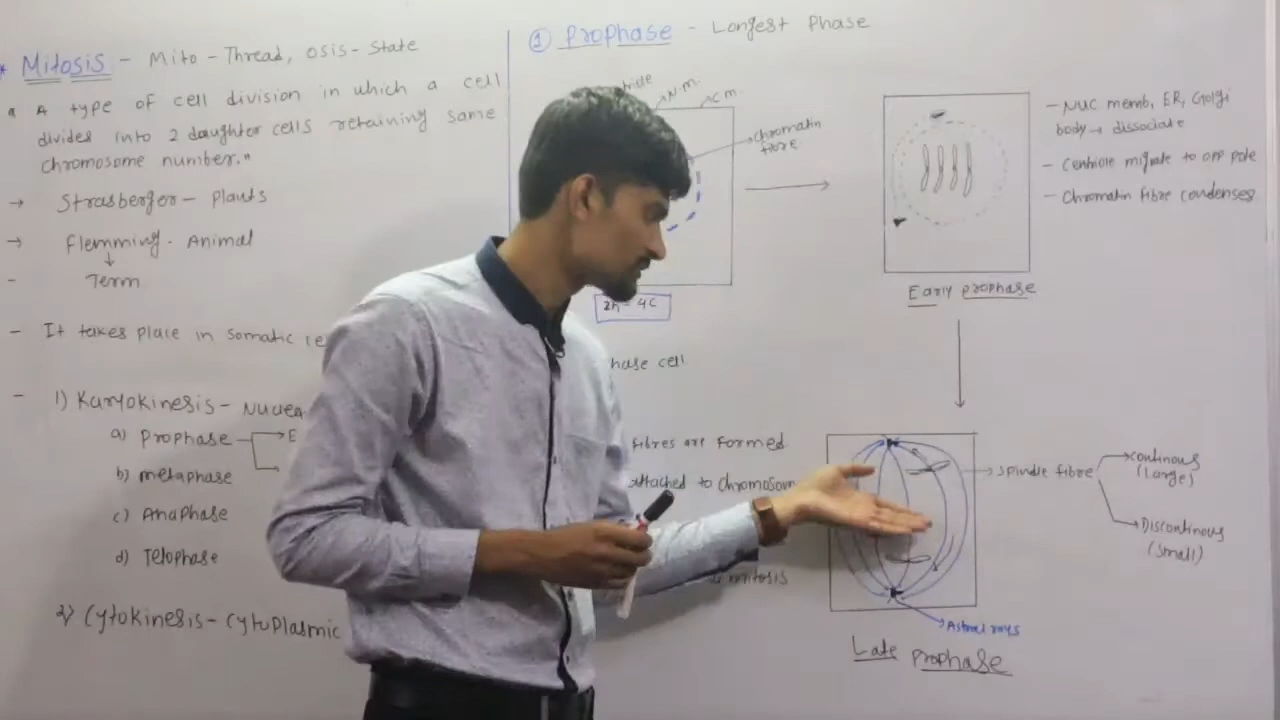 * Mitosis - Mito - Thread, osis - State
" A type of cell division in which a cell
divides into 2 daughter cells retaining same
chromosome number."
→ Strasberger - Plants
→ Flemming - Animal
↓
- Term
- It takes place in somatic
- 1) Karyokinesis -
a) Prophase
b) metaphase
c) Anaphase
d) Telophase
2) Cytokinesis - Cytoplasmic
① Prophase - Longest Phase
N.m.
C.m.
chromatin
fibre
2n = 4C
cell
fibres are formed
attached to
mitosis
- Nuc memb, ER, Golgi
body → dissociate
- Centriole migrate to opp pole
- Chromatin fibre condenses
Early prophase
Spindle fibre
continous
(Large)
Discontinous
(small)
Astral rays
Late prophase